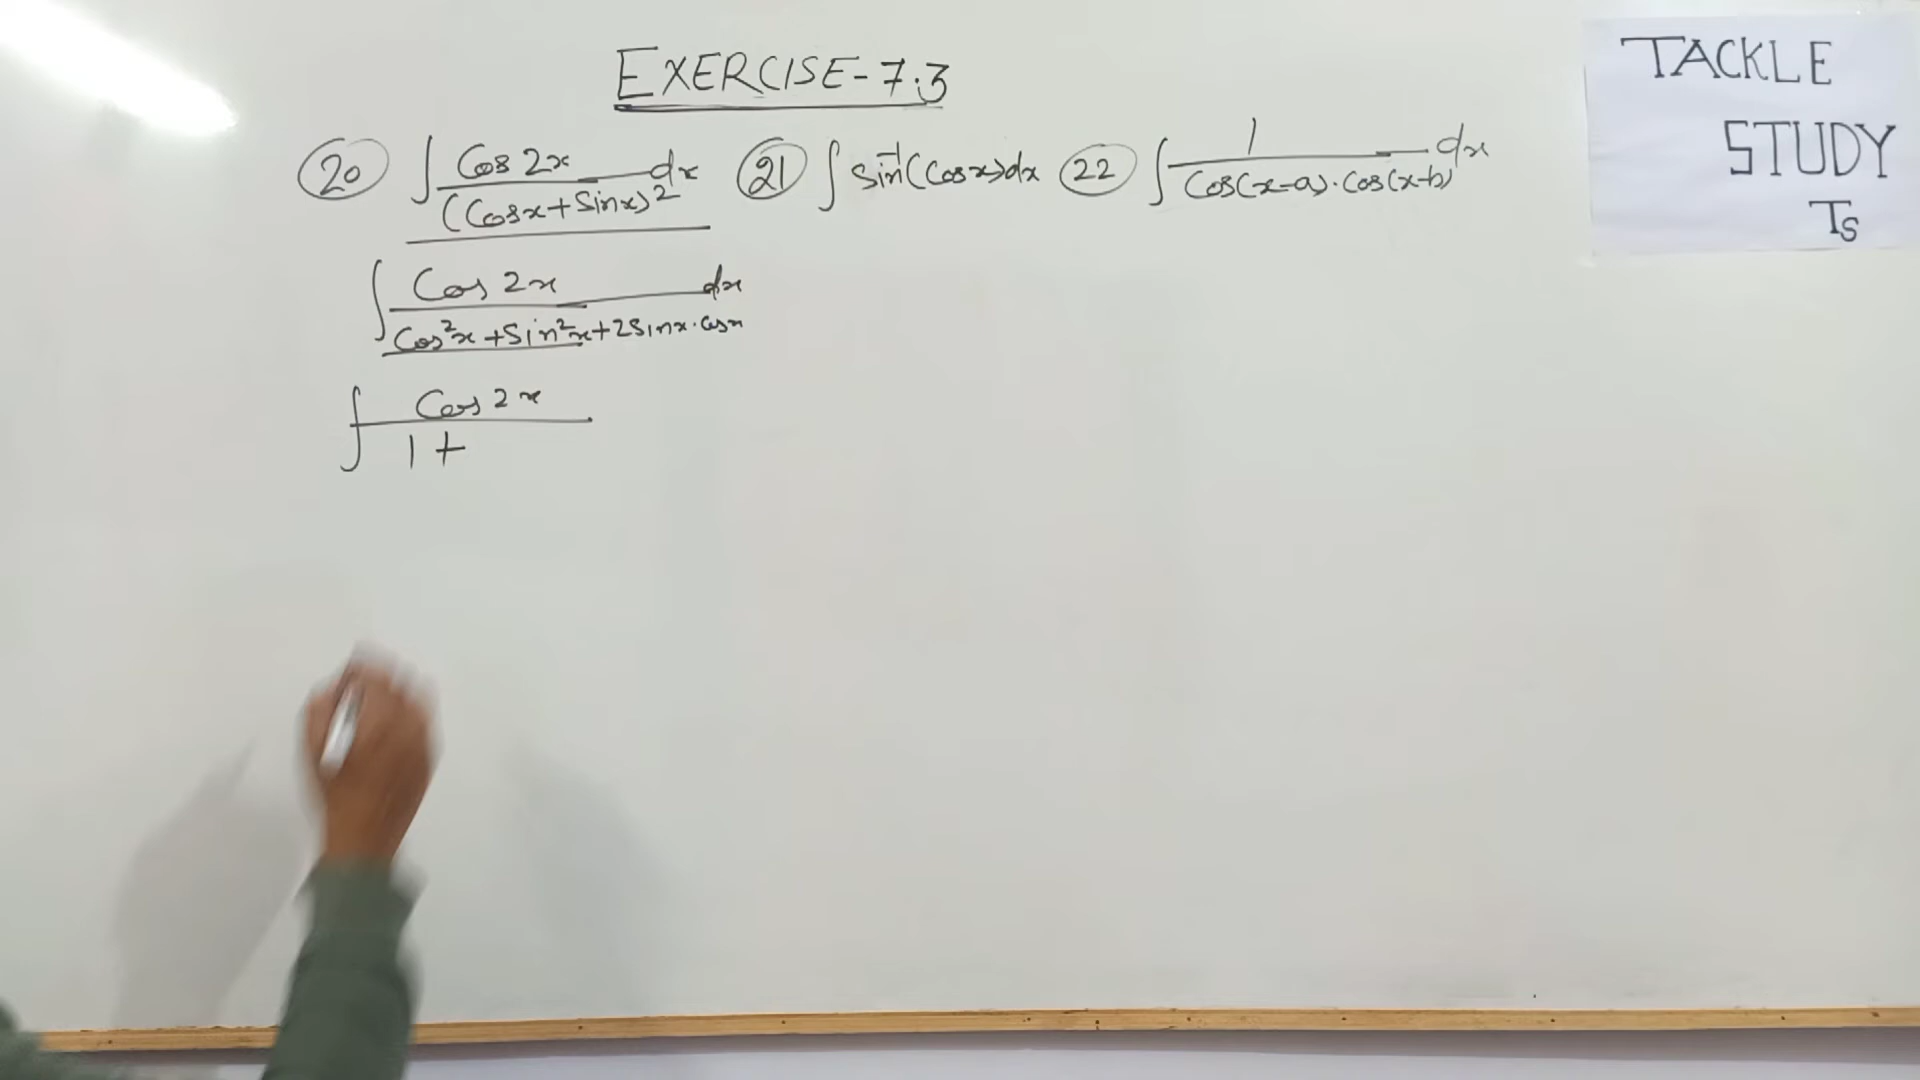 EXERCISE-7.3
TACKLE
STUDY
TS
20 ∫ Cos 2x / (Cosx+Sinx)² dx 21 ∫ sin⁻¹(Cosx)dx 22 ∫ 1 / Cos(x-a).Cos(x-b) dx
∫ Cos 2x / Cos²x+Sin²x+2Sinx.Cosx dx
∫ Cos 2x / 1+